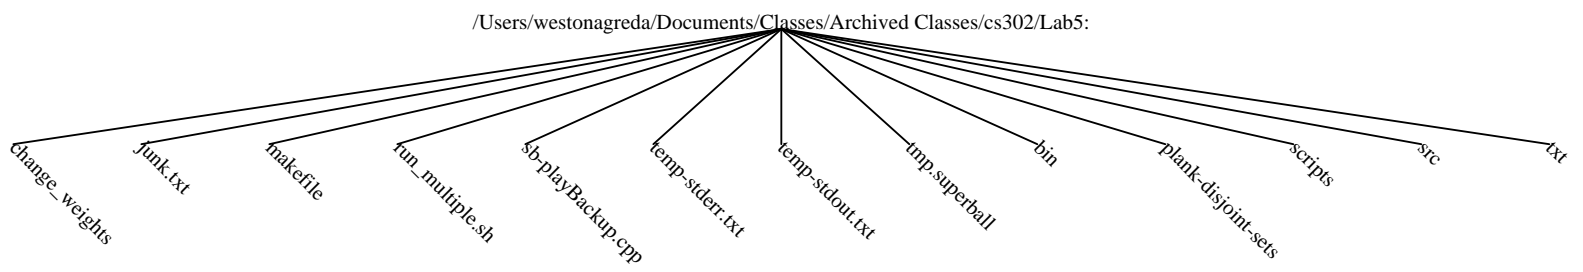 /Users/westonagreda/Documents/Classes/Archived Classes/cs302/Lab5:
change_weights
junk.txt
makefile
run_multiple.sh
sb-playBackup.cpp
temp-stderr.txt
temp-stdout.txt
tmp.superball
bin
plank-disjoint-sets
scripts
src
txt